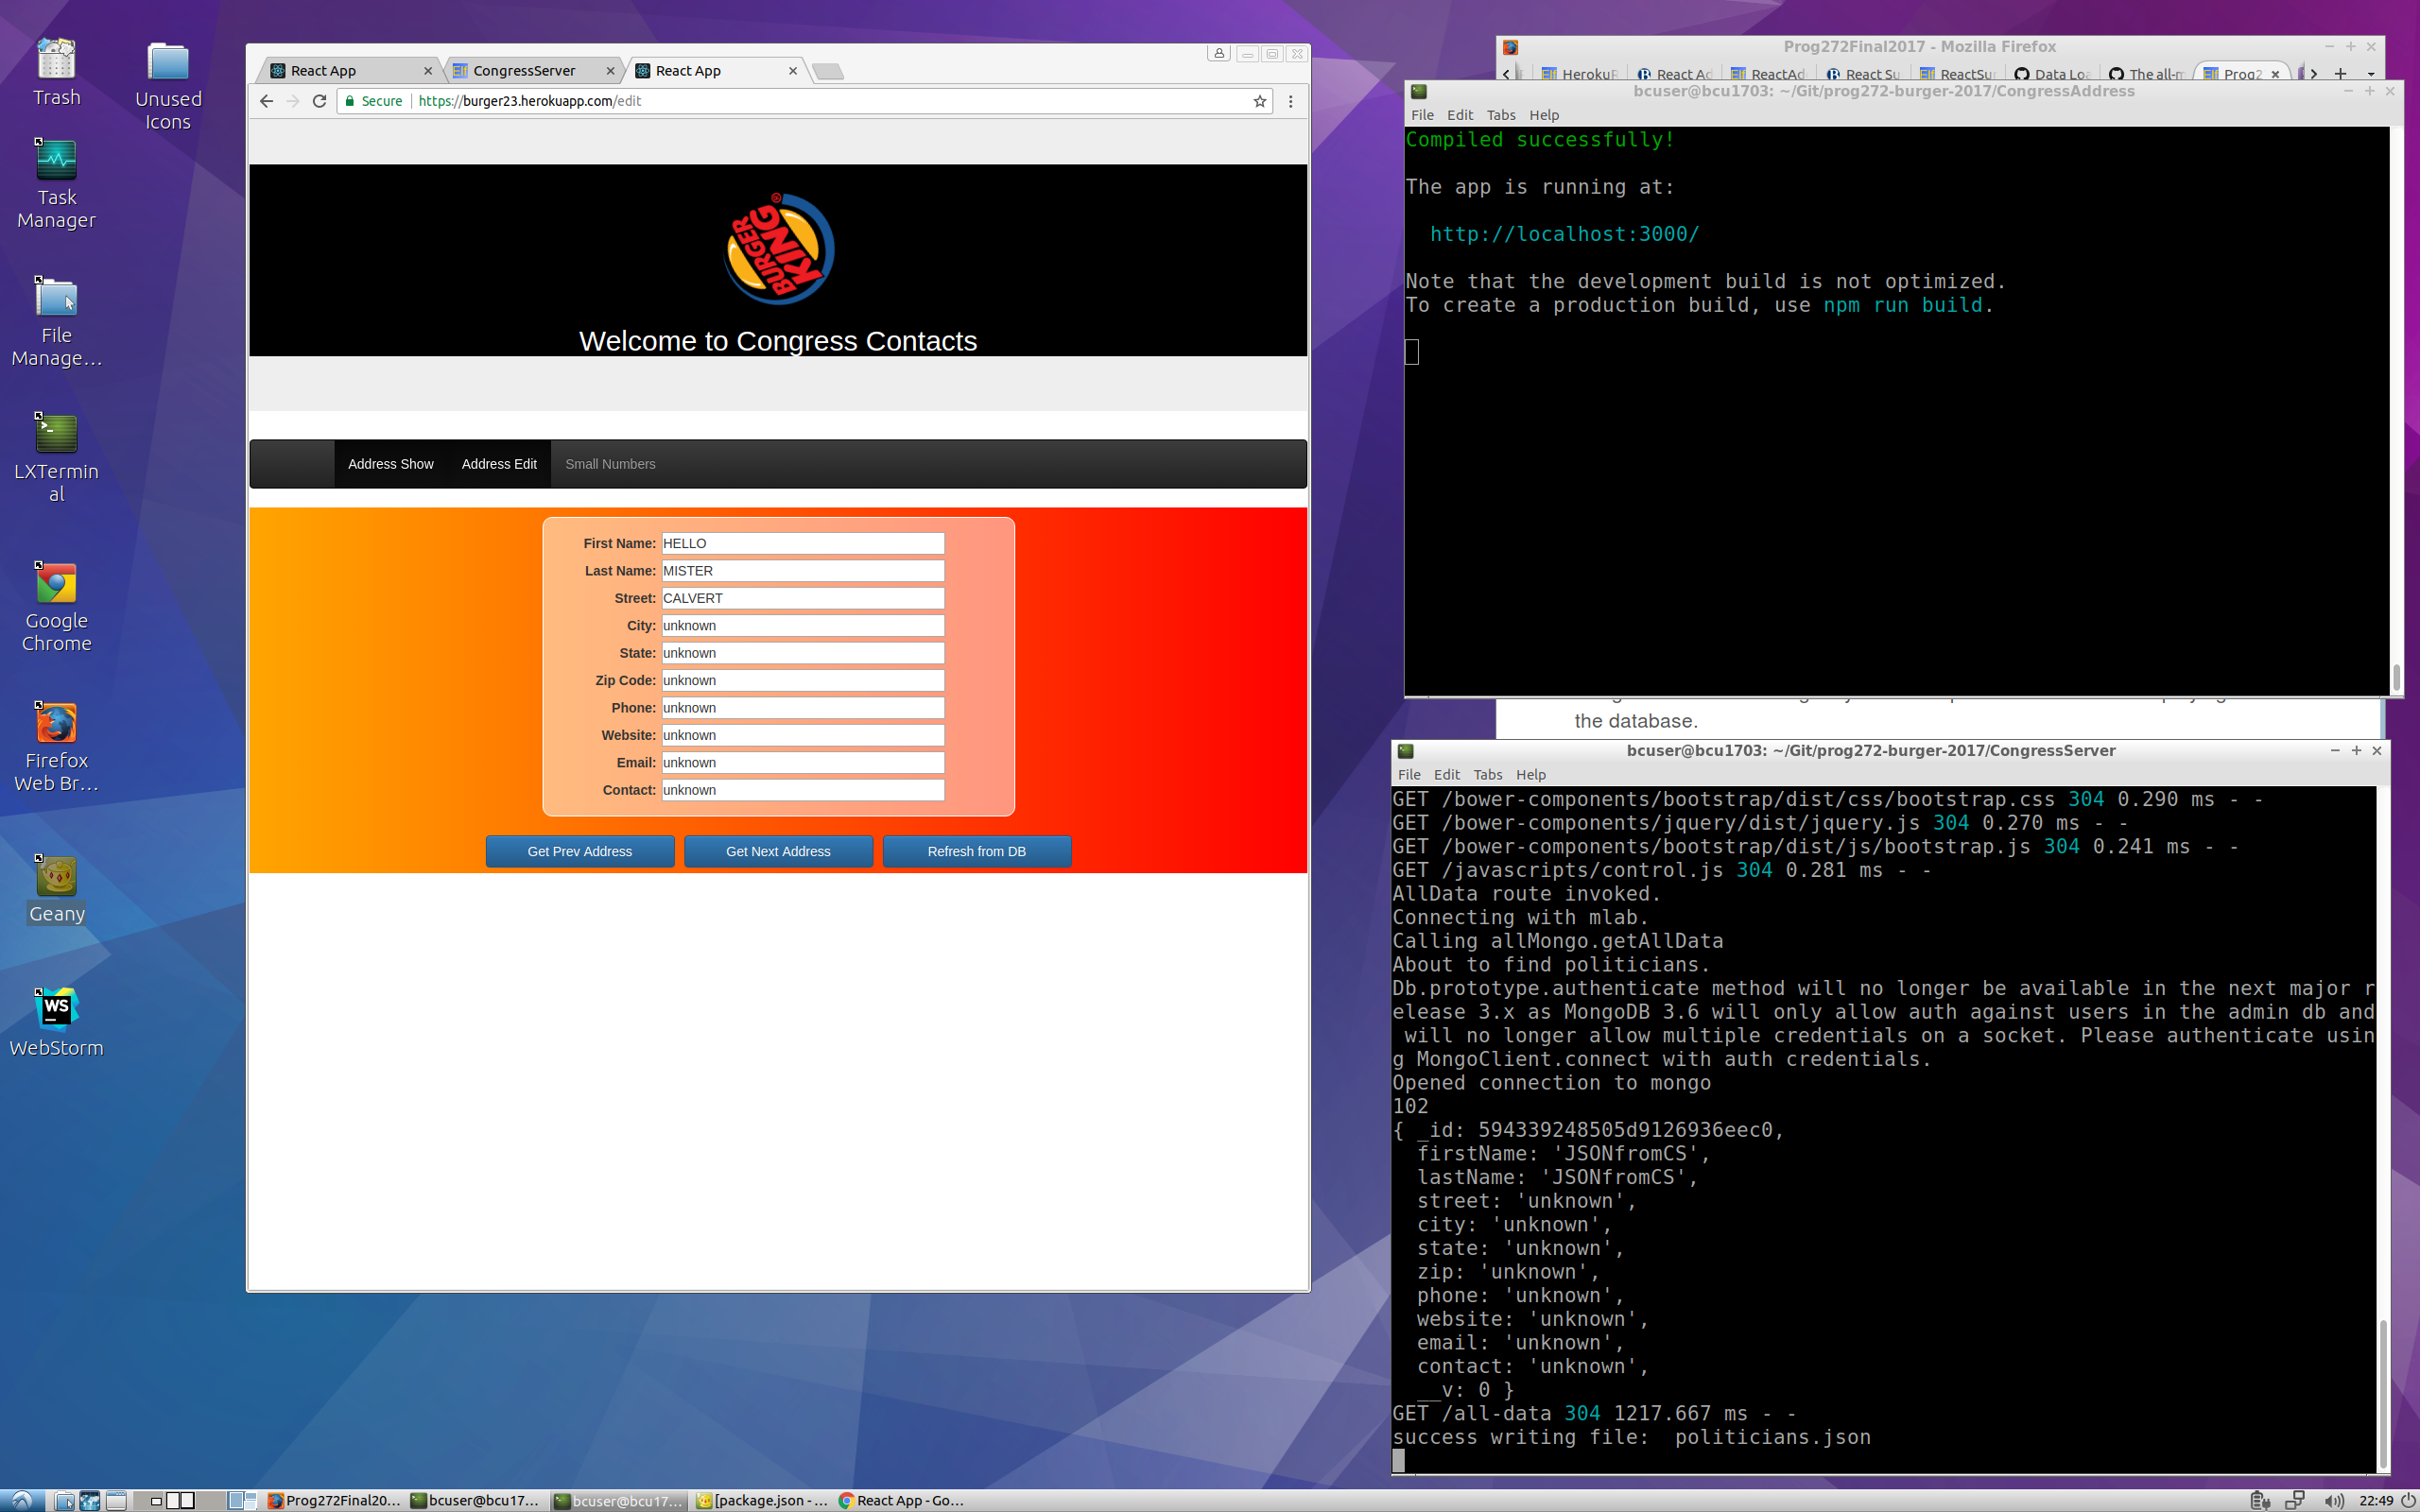 Trash
Unused
Icons
Task
Manager
File
Manage…
LXTermin
al
Google
Chrome
Firefox
Web Br…
Geany
WS
WebStorm
React App
CongressServer
React App
Secure
https://burger23.herokuapp.com/edit
BURGER
KING
®
Welcome to Congress Contacts
Address Show
Address Edit
Small Numbers
First Name: HELLO
Last Name: MISTER
Street: CALVERT
City: unknown
State: unknown
Zip Code: unknown
Phone: unknown
Website: unknown
Email: unknown
Contact: unknown
Get Prev Address
Get Next Address
Refresh from DB
Prog272Final2017 - Mozilla Firefox
HerokuF
React Ad
ReactAd
React Su
ReactSu
Data Loa
The all-m
Prog2
bcuser@bcu1703: ~/Git/prog272-burger-2017/CongressAddress
File Edit Tabs Help
Compiled successfully!
The app is running at:
http://localhost:3000/
Note that the development build is not optimized.
To create a production build, use npm run build.
the database.
bcuser@bcu1703: ~/Git/prog272-burger-2017/CongressServer
File Edit Tabs Help
GET /bower-components/bootstrap/dist/css/bootstrap.css 304 0.290 ms - -
GET /bower-components/jquery/dist/jquery.js 304 0.270 ms - -
GET /bower-components/bootstrap/dist/js/bootstrap.js 304 0.241 ms - -
GET /javascripts/control.js 304 0.281 ms - -
AllData route invoked.
Connecting with mlab.
Calling allMongo.getAllData
About to find politicians.
Db.prototype.authenticate method will no longer be available in the next major r
elease 3.x as MongoDB 3.6 will only allow auth against users in the admin db and
will no longer allow multiple credentials on a socket. Please authenticate usin
g MongoClient.connect with auth credentials.
Opened connection to mongo
102
{ _id: 594339248505d9126936eec0,
firstName: 'JSONfromCS',
lastName: 'JSONfromCS',
street: 'unknown',
city: 'unknown',
state: 'unknown',
zip: 'unknown',
phone: 'unknown',
website: 'unknown',
email: 'unknown',
contact: 'unknown',
__v: 0 }
GET /all-data 304 1217.667 ms - -
success writing file:  politicians.json
Prog272Final20…
bcuser@bcu17…
bcuser@bcu17…
[package.json - …
React App - Go…
22:49